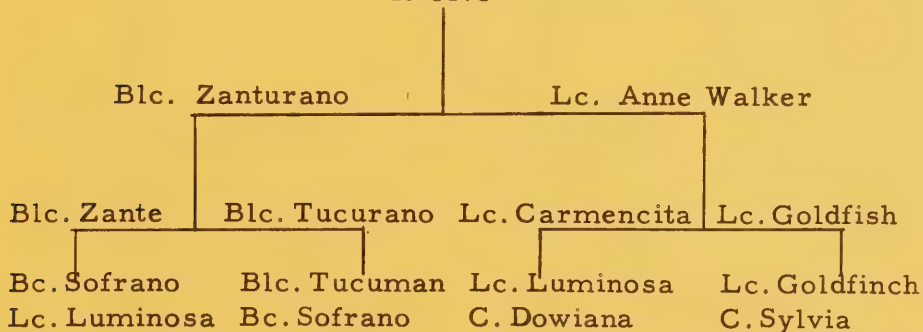 Blc. Zanturano Lc. Anne Walker
Blc. Zante Blc. Tucurano Lc. Carmencita Lc. Goldfish
Bc. Sofrano Blc. Tucuman Lc. Luminosa Lc. Goldfinch
Lc. Luminosa Bc. Sofrano C. Dowiana C. Sylvia